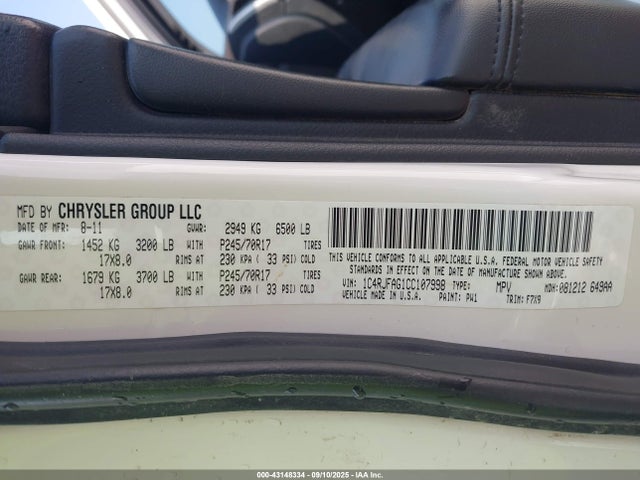 MFD BY CHRYSLER GROUP LLC
DATE OF MFR: 8-11 GVWR: 2949 KG 6500 LB
GAWR FRONT: 1452 KG 3200 LB WITH P245/70R17 TIRES
17X8.0 RIMS AT 230 KPA ( 33 PSI) COLD
GAWR REAR: 1679 KG 3700 LB WITH P245/70R17 TIRES
17X8.0 RIMS AT 230 KPA ( 33 PSI) COLD
THIS VEHICLE CONFORMS TO ALL APPLICABLE U.S.A. FEDERAL MOTOR VEHICLE SAFETY
STANDARDS IN EFFECT ON THE DATE OF MANUFACTURE SHOWN ABOVE.
VIN: 1C4RJFAG1CC107998 TYPE: MPV MDH: 081212 649AA
VEHICLE MADE IN U.S.A. PAINT: PW1 TRIM: F7X9
000-43148334 - 09/10/2025 - IAAI.COM